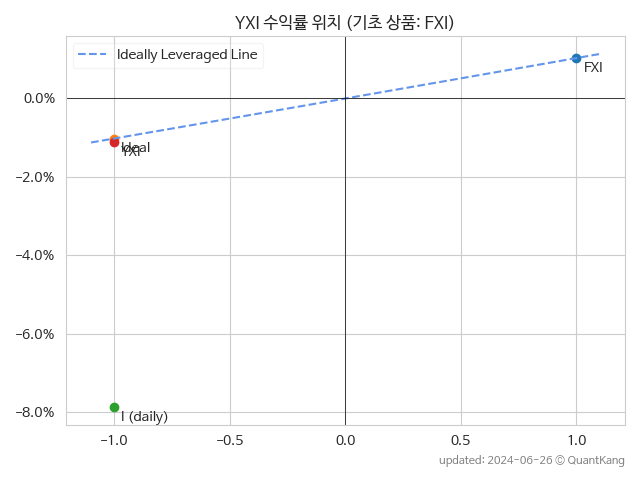 YXI 수익률 위치 (기초 상품: FXI)
Ideally Leveraged Line
FXI
0.0%
Ideal
YXI
−2.0%
−4.0%
−6.0%
−8.0%
I (daily)
−1.0
−0.5
0.0
0.5
1.0
updated: 2024-06-26 © QuantKang